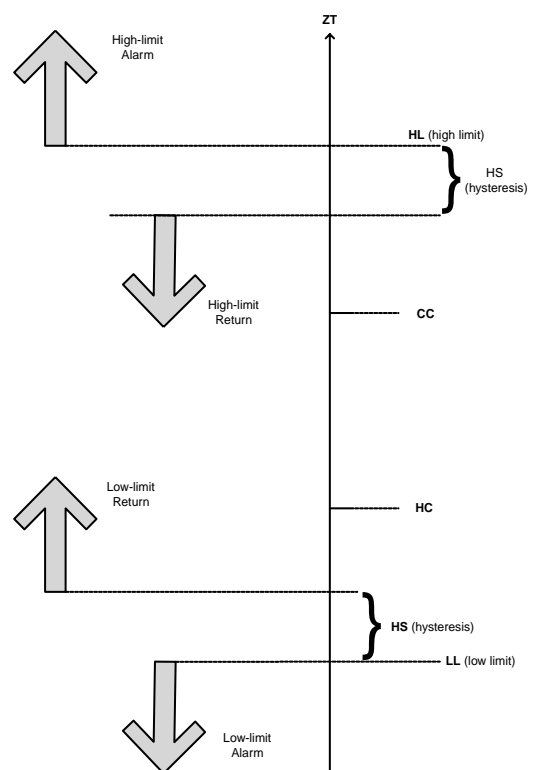 ZT
High-limit
Alarm
HL (high limit)
HS
(hysteresis)
High-limit
Return
CC
Low-limit
Return
HC
HS (hysteresis)
LL (low limit)
Low-limit
Alarm